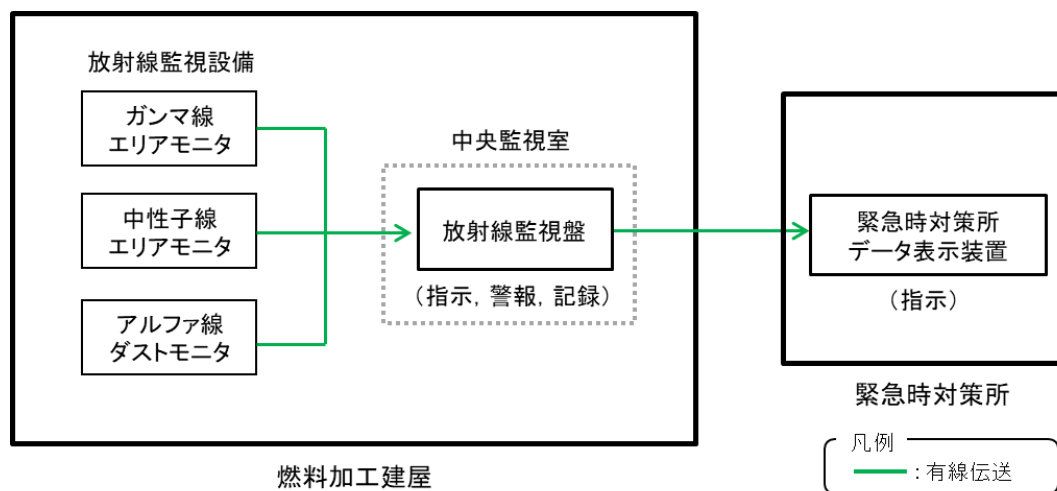 放射線監視設備
ガンマ線
エリアモニタ
中性子線
エリアモニタ
アルファ線
ダストモニタ
中央監視室
放射線監視盤
（指示, 警報, 記録）
燃料加工建屋
緊急時対策所
データ表示装置
（指示）
緊急時対策所
凡例
：有線伝送